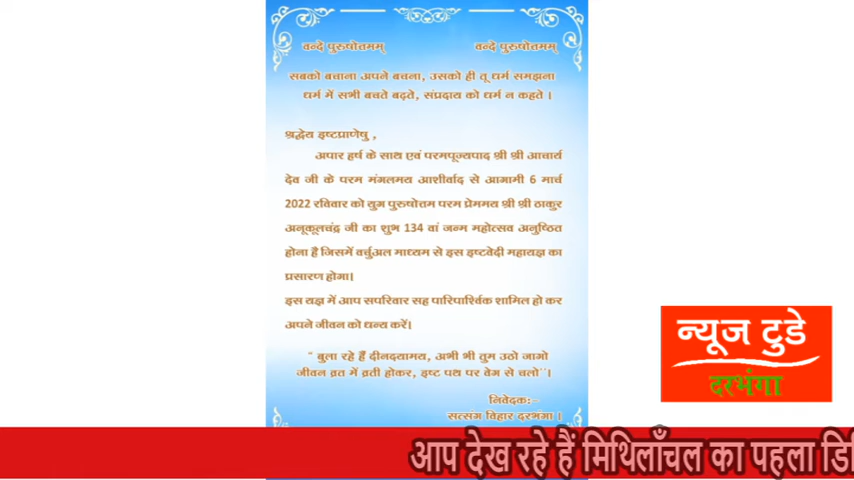 वन्दे पुरुषोत्तमम् वन्दे पुरुषोत्तमम्
सबको बचाना अपने बचना, उसको ही तू धर्म समझना
धर्म में सभी बचते बढ़ते, संप्रदाय को धर्म न कहते ।
श्रद्धेय इष्टप्राणेषु ,
अपार हर्ष के साथ एवं परमपूज्यपाद श्री श्री आचार्य
देव जी के परम मंगलमय आशीर्वाद से आगामी 6 मार्च
2022 रविवार को युग पुरुषोत्तम परम प्रेममय श्री श्री ठाकुर
अनूकूलचंद्र जी का शुभ 134 वां जन्म महोत्सव अनुष्ठित
होना है जिसमें वर्चुअल माध्यम से इस इष्टवेदी महायज्ञ का
प्रसारण होगा।
इस यज्ञ में आप सपरिवार सह पारिपार्श्विक शामिल हो कर
अपने जीवन को धन्य करें।
" बुला रहे हैं दीनदयामय, अभी भी तुम उठो जागो
जीवन व्रत में व्रती होकर, इष्ट पथ पर वेग से चलो"।
निवेदक:-
सत्संग विहार दरभंगा ।
न्यूज टुडे
दरभंगा
आप देख रहे हैं मिथिलाँचल का पहला डि